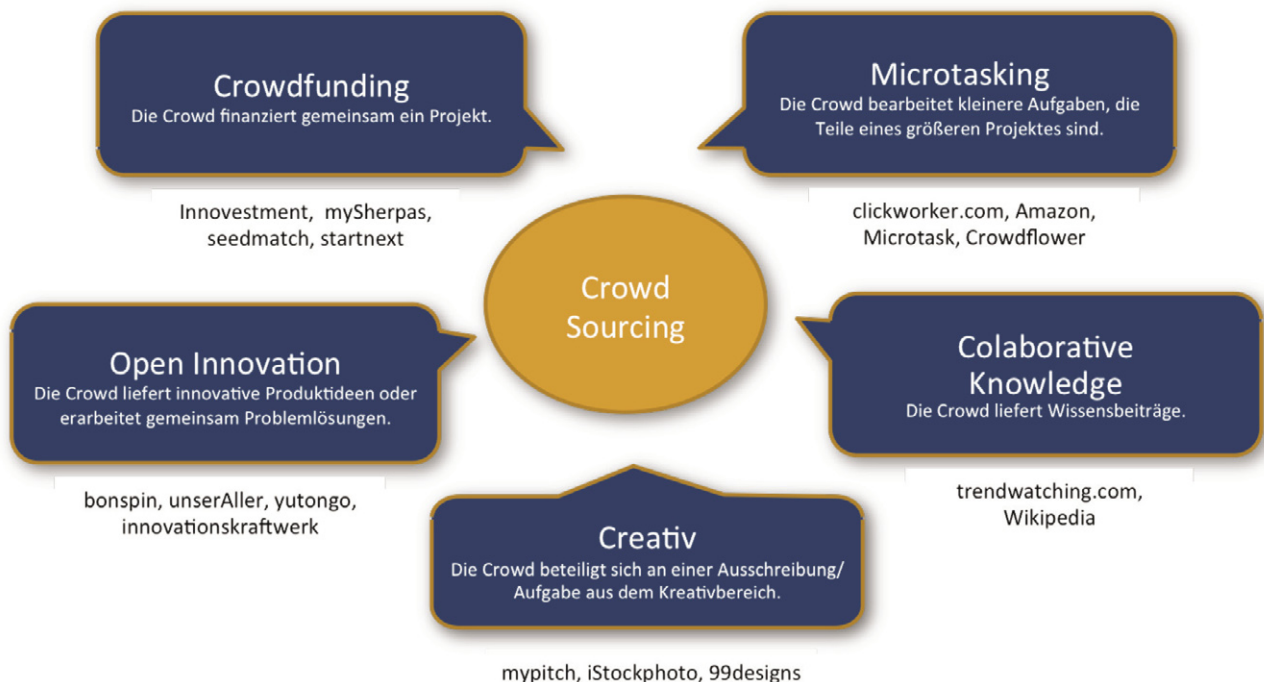 Crowdfunding
Die Crowd finanziert gemeinsam ein Projekt.
Innovestment, mySherpas,
seedmatch, startnext
Microtasking
Die Crowd bearbeitet kleinere Aufgaben, die
Teile eines größeren Projektes sind.
clickworker.com, Amazon,
Microtask, Crowdflower
Crowd
Sourcing
Open Innovation
Die Crowd liefert innovative Produktideen oder
erarbeitet gemeinsam Problemlösungen.
bonspin, unserAller, yutongo,
innovationskraftwerk
Colaborative
Knowledge
Die Crowd liefert Wissensbeiträge.
trendwatching.com,
Wikipedia
Creativ
Die Crowd beteiligt sich an einer Ausschreibung/
Aufgabe aus dem Kreativbereich.
mypitch, iStockphoto, 99designs